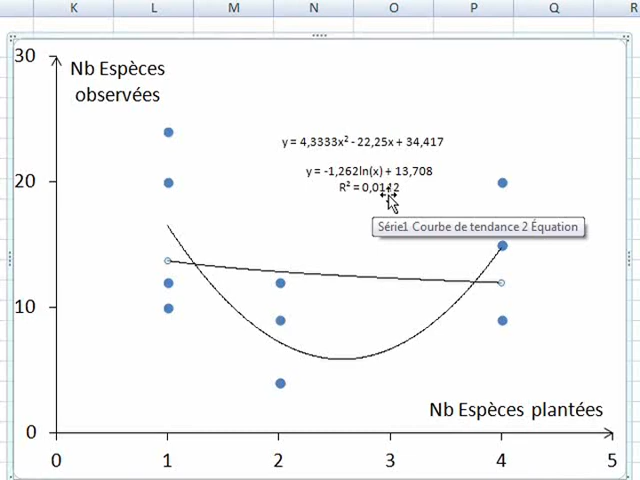 K L M N O P Q R
30
Nb Espèces
observées
y = 4,3333x² - 22,25x + 34,417
y = -1,262ln(x) + 13,708
20
Série1 Courbe de tendance 2 Équation
10
Nb Espèces plantées
0
0 1 2 3 4 5